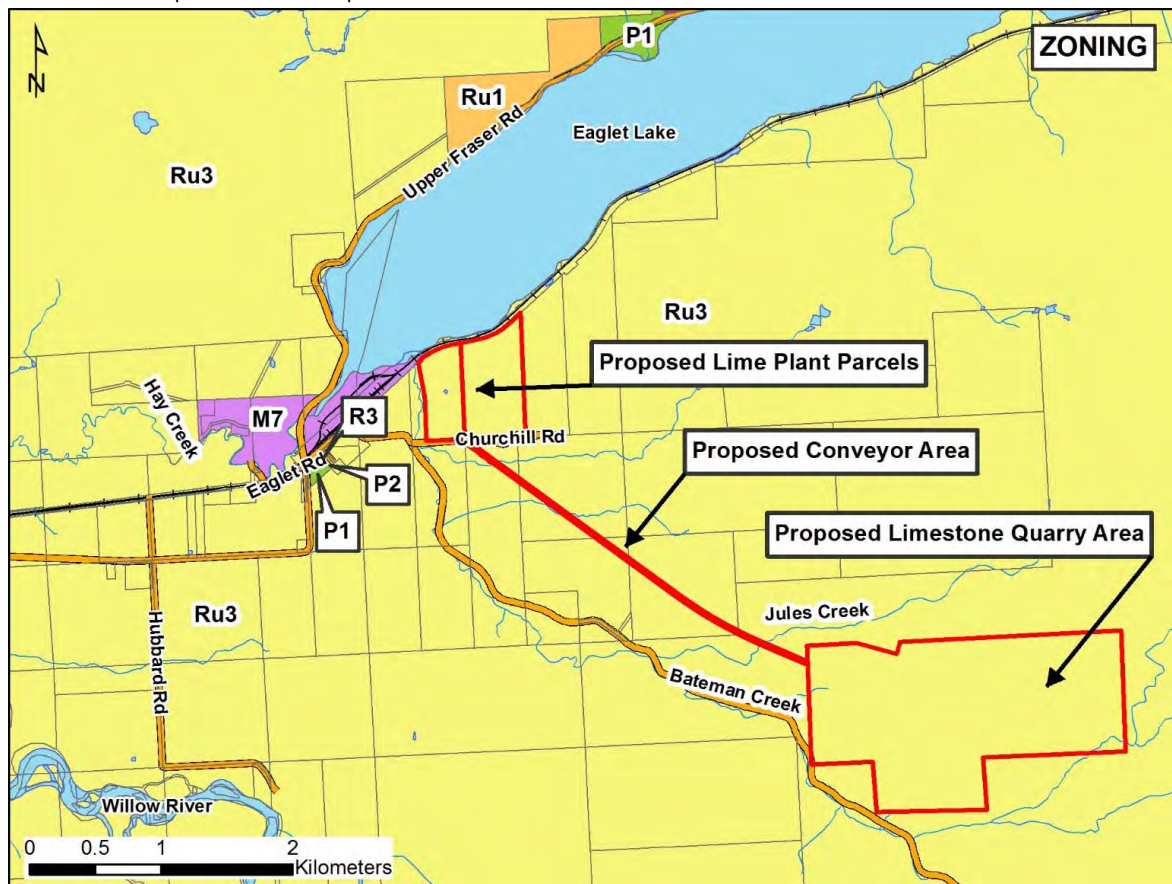 ZONING
P1
Ru1
Eaglet Lake
Upper Fraser Rd
Ru3
Ru3
Proposed Lime Plant Parcels
Hay Creek
M7
R3
Churchill Rd
Proposed Conveyor Area
Eaglet Rd
P2
P1
Proposed Limestone Quarry Area
Ru3
Hubbard Rd
Jules Creek
Bateman Creek
Willow River
0 0.5 1 2
Kilometers
N